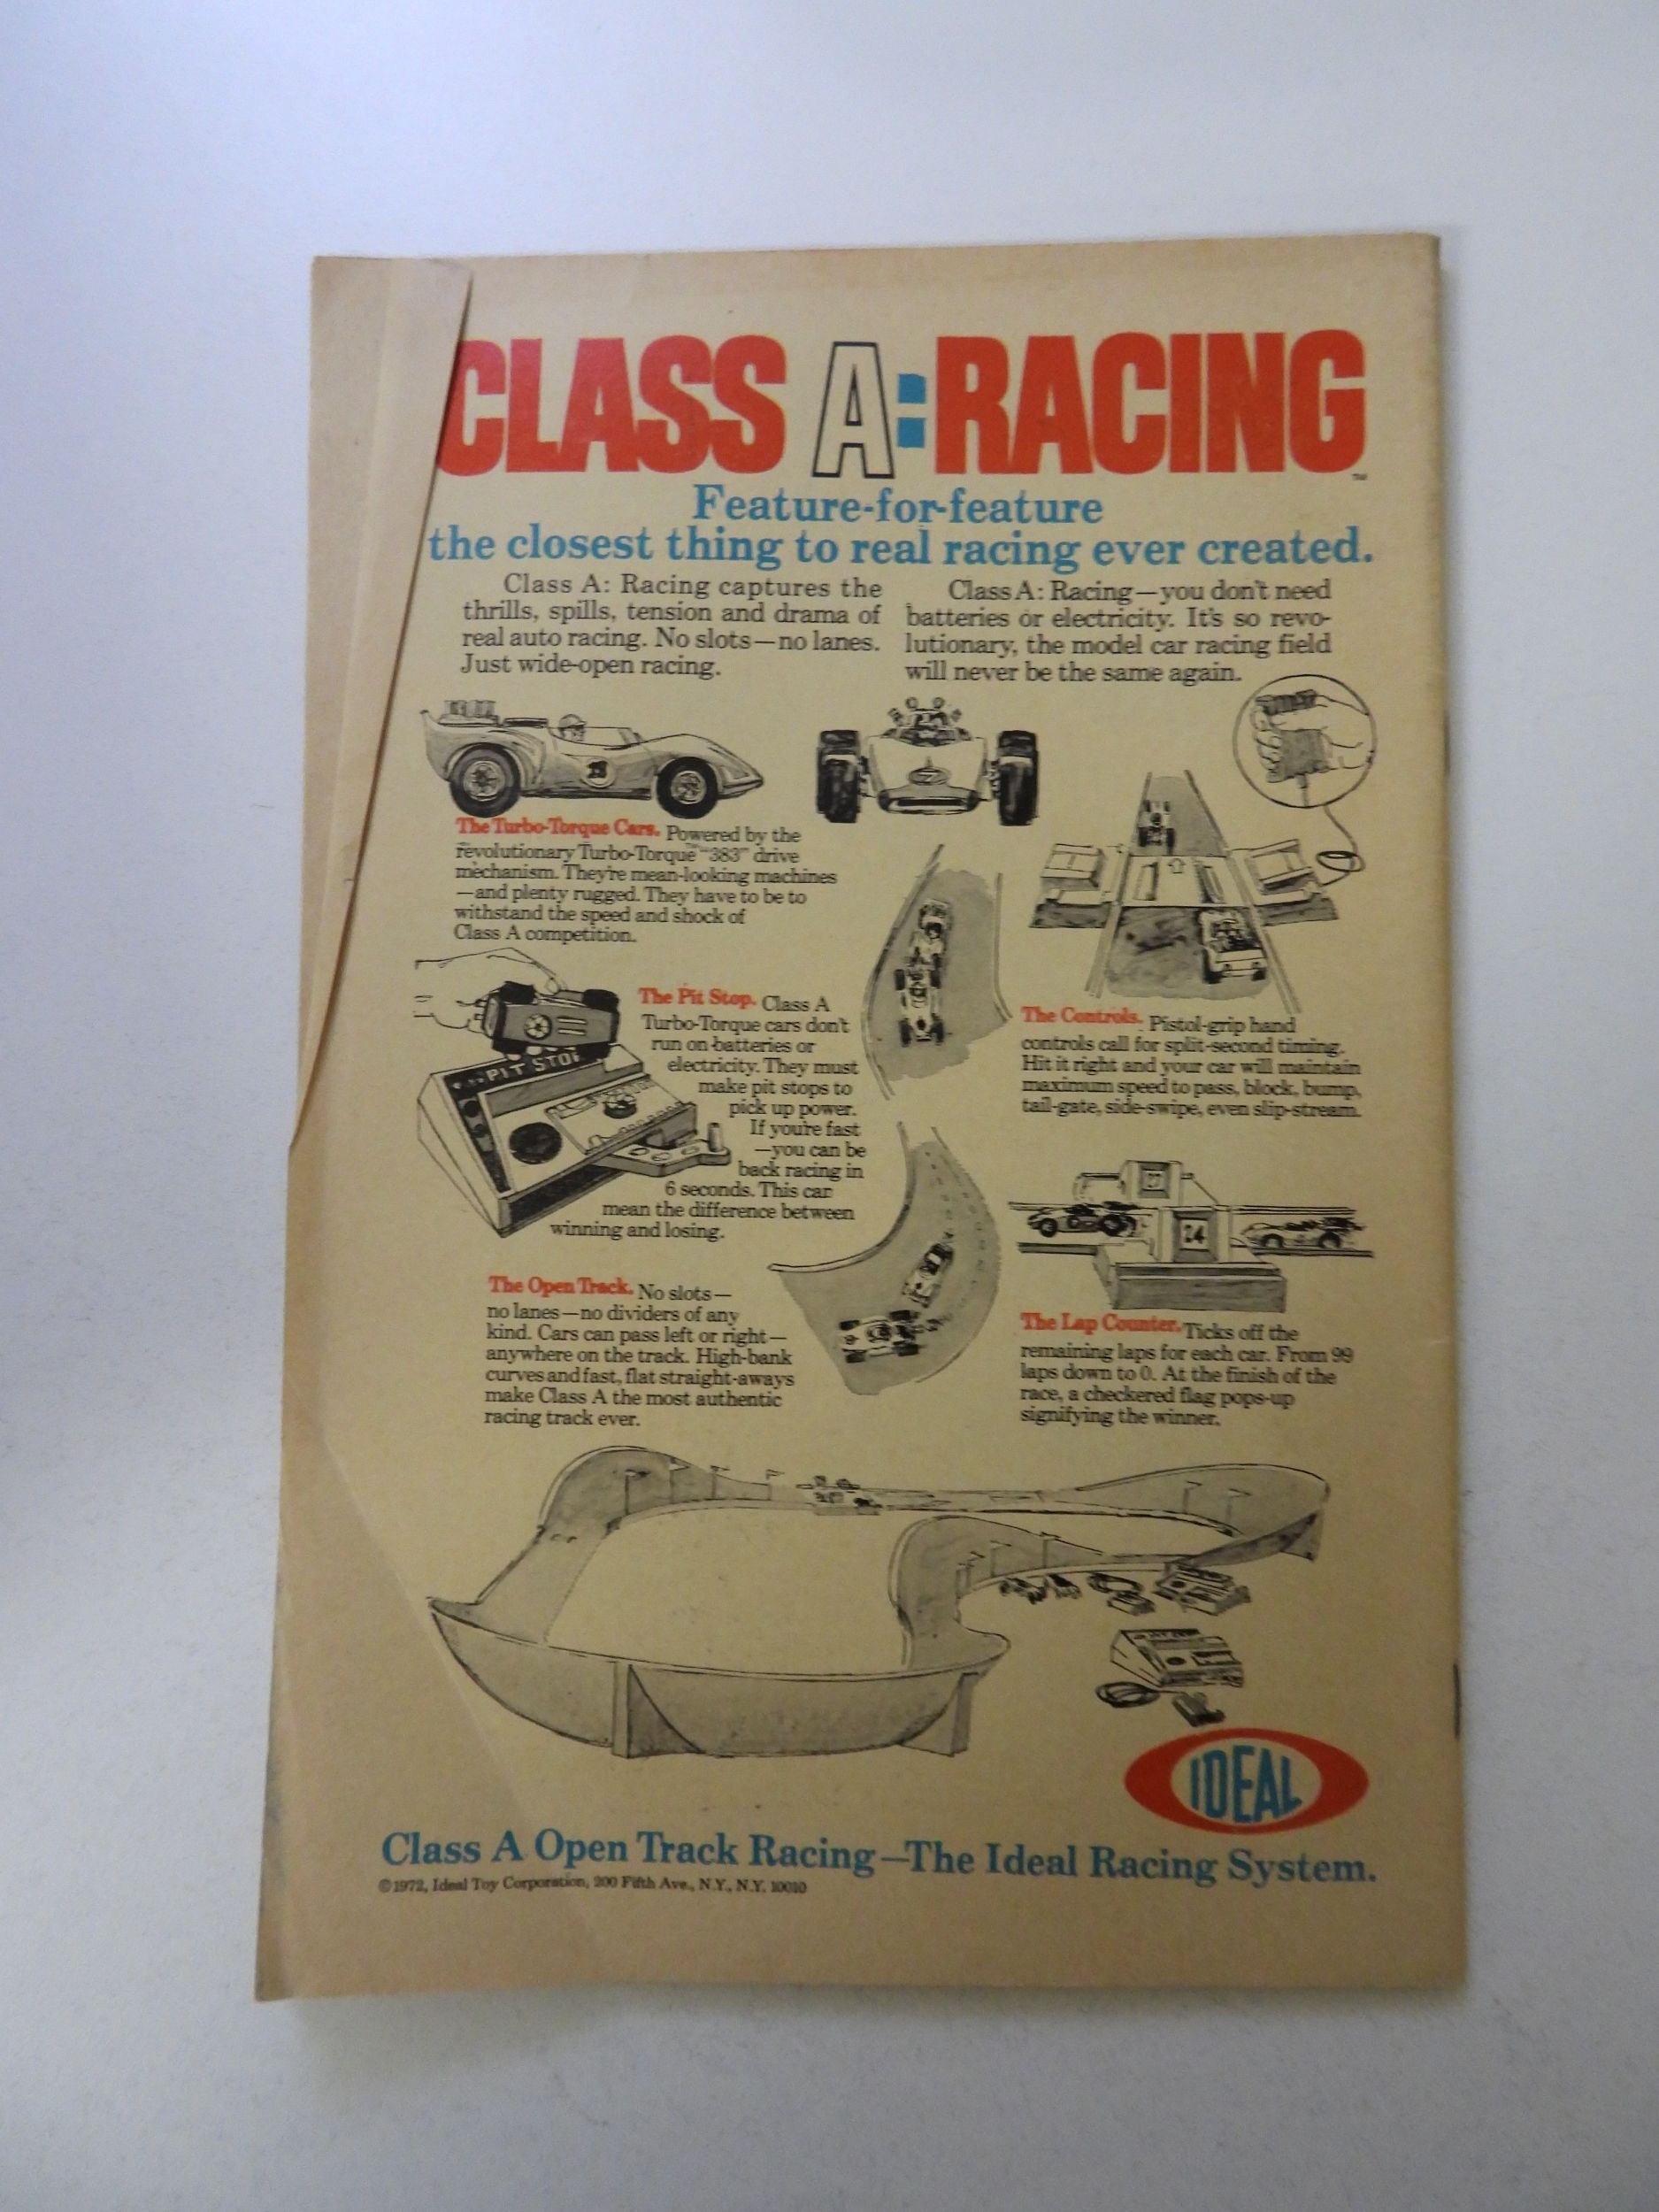 CLASS A:RACING
™
Feature-for-feature
the closest thing to real racing ever created.
Class A: Racing captures the
thrills, spills, tension and drama of
real auto racing. No slots—no lanes.
Just wide-open racing.
Class A: Racing—you don't need
batteries or electricity. It's so revo-
lutionary, the model car racing field
will never be the same again.
The Turbo-Torque Cars. Powered by the
revolutionary Turbo-Torque™ "383" drive
mechanism. They're mean-looking machines
—and plenty rugged. They have to be to
withstand the speed and shock of
Class A competition.
PIT STOP
The Pit Stop. Class A
Turbo-Torque cars don't
run on batteries or
electricity. They must
make pit stops to
pick up power.
If you're fast
—you can be
back racing in
6 seconds. This can
mean the difference between
winning and losing.
The Controls. Pistol-grip hand
controls call for split-second timing.
Hit it right and your car will maintain
maximum speed to pass, block, bump,
tail-gate, side-swipe, even slip-stream.
The Open Track. No slots—
no lanes—no dividers of any
kind. Cars can pass left or right—
anywhere on the track. High-bank
curves and fast, flat straight-aways
make Class A the most authentic
racing track ever.
24
The Lap Counter. Ticks off the
remaining laps for each car. From 99
laps down to 0. At the finish of the
race, a checkered flag pops-up
signifying the winner.
IDEAL
Class A Open Track Racing—The Ideal Racing System.
©1972, Ideal Toy Corporation, 200 Fifth Ave., N.Y., N.Y. 10010